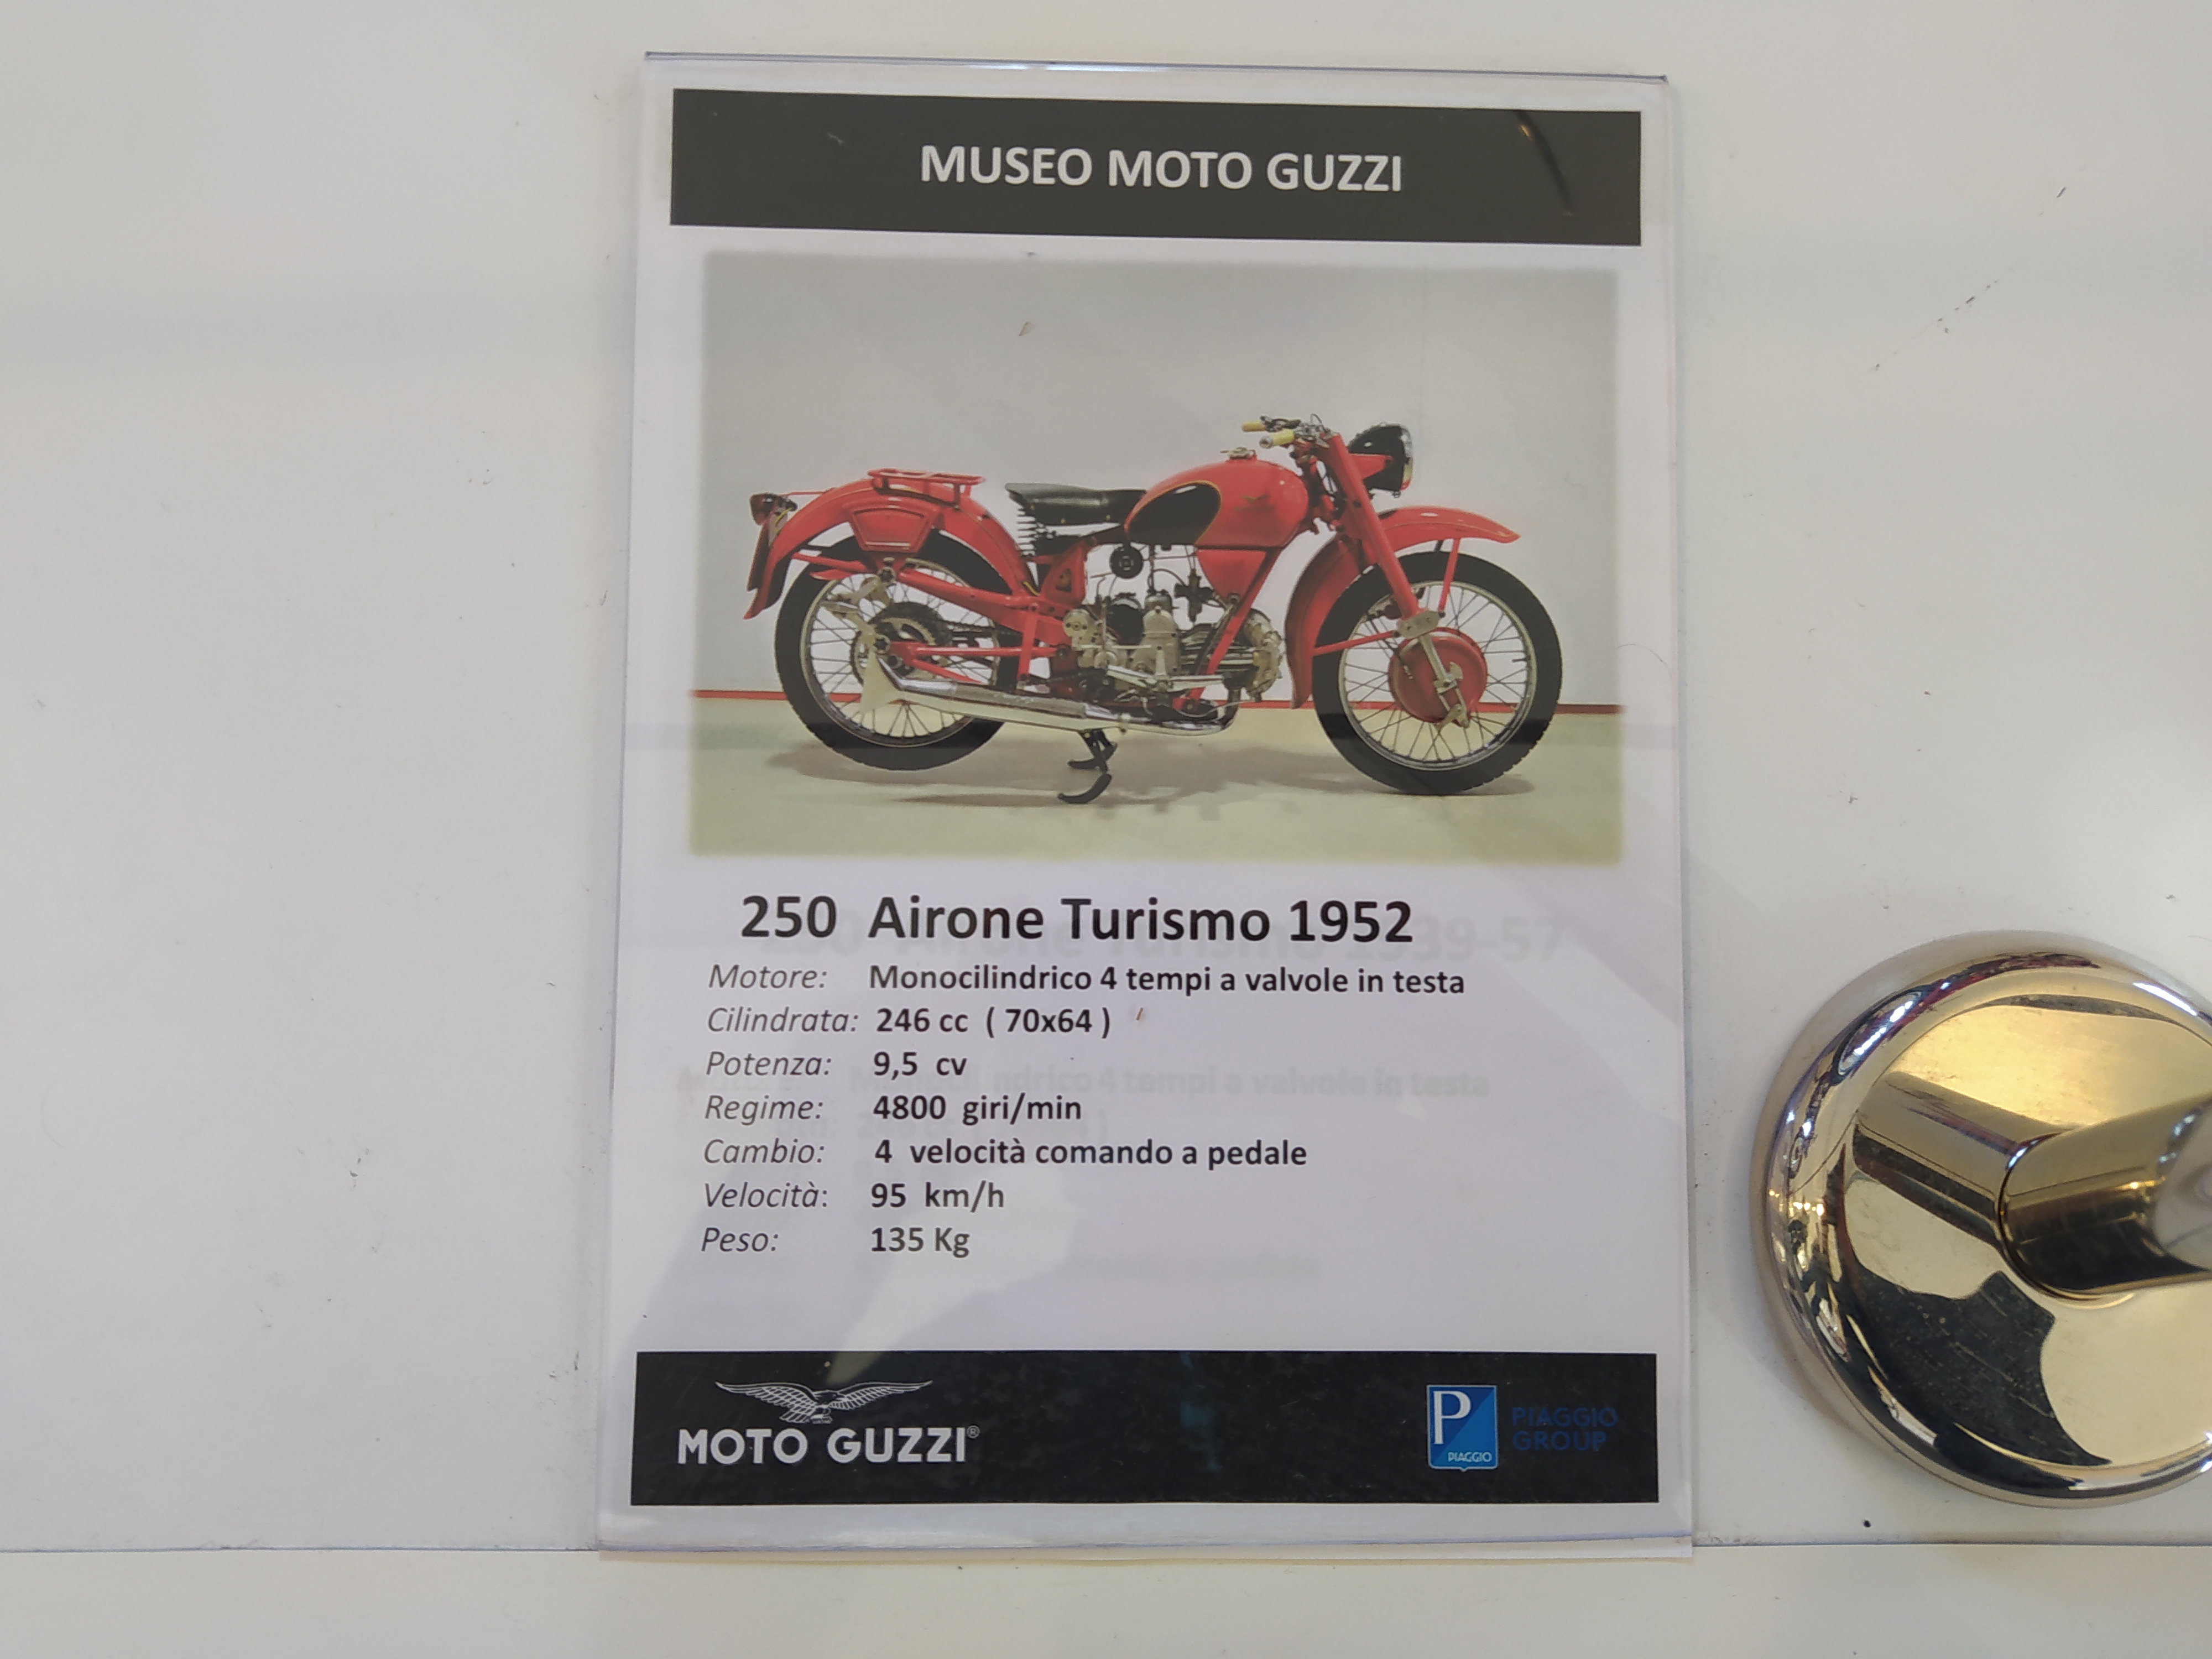 MUSEO MOTO GUZZI
250 Airone Turismo 1952
Motore: Monocilindrico 4 tempi a valvole in testa
Cilindrata: 246 cc ( 70x64 )
Potenza: 9,5 cv
Regime: 4800 giri/min
Cambio: 4 velocità comando a pedale
Velocità: 95 km/h
Peso: 135 Kg
MOTO GUZZI®
P
PIAGGIO
PIAGGIO
GROUP